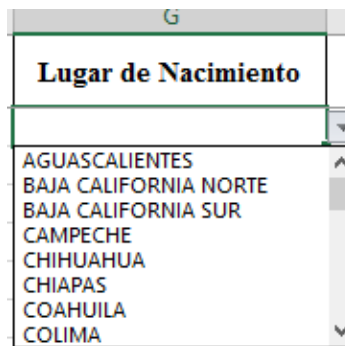 G
Lugar de Nacimiento
AGUASCALIENTES
BAJA CALIFORNIA NORTE
BAJA CALIFORNIA SUR
CAMPECHE
CHIHUAHUA
CHIAPAS
COAHUILA
COLIMA